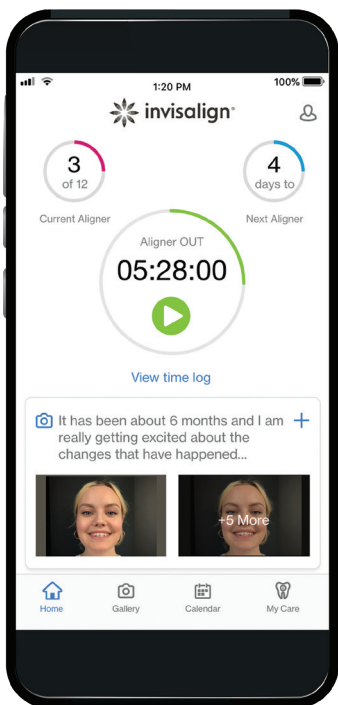 1:20 PM
100%
invisalign®
3
of 12
4
days to
Current Aligner
Next Aligner
Aligner OUT
05:28:00
View time log
It has been about 6 months and I am
really getting excited about the
changes that have happened...
+5 More
Home
Gallery
Calendar
My Care